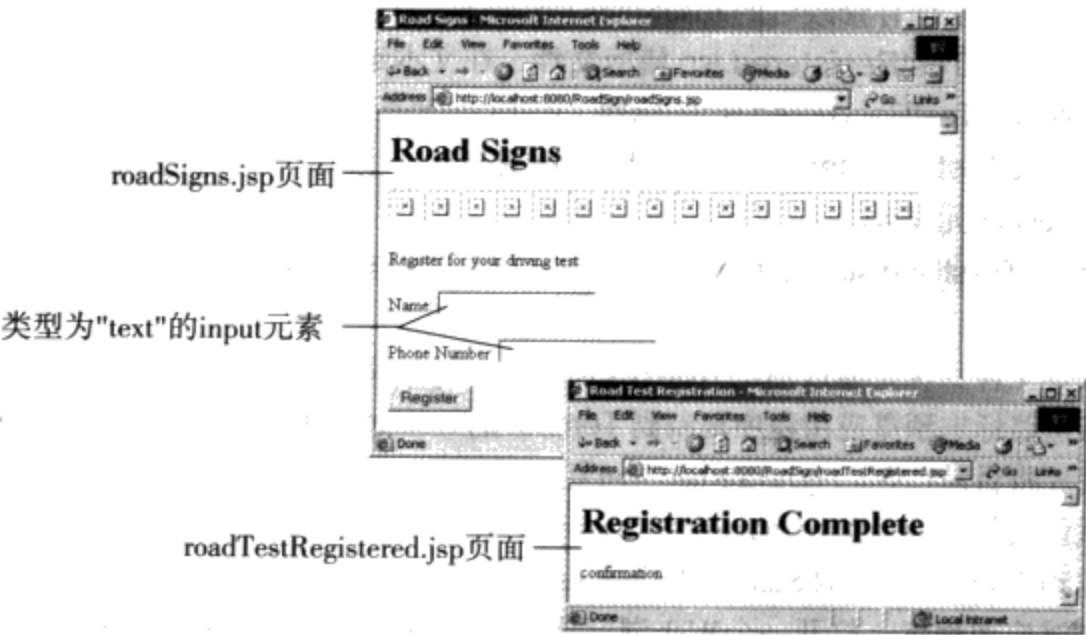 Road Signs - Microsoft Internet Explorer
File Edit View Favorites Tools Help
Back Search Favorites Media
Address http://localhost:8080/RoadSign/roadSigns.jsp Go Links
Road Signs
roadSigns.jsp页面
Register for your driving test
Name
类型为"text"的input元素
Phone Number
Register
Done
Road Test Registration - Microsoft Internet Explorer
File Edit View Favorites Tools Help
Back Search Favorites Media
Address http://localhost:8080/RoadSign/roadTestRegistered.jsp Go Links
Registration Complete
roadTestRegistered.jsp页面
confirmation
Done Local intranet